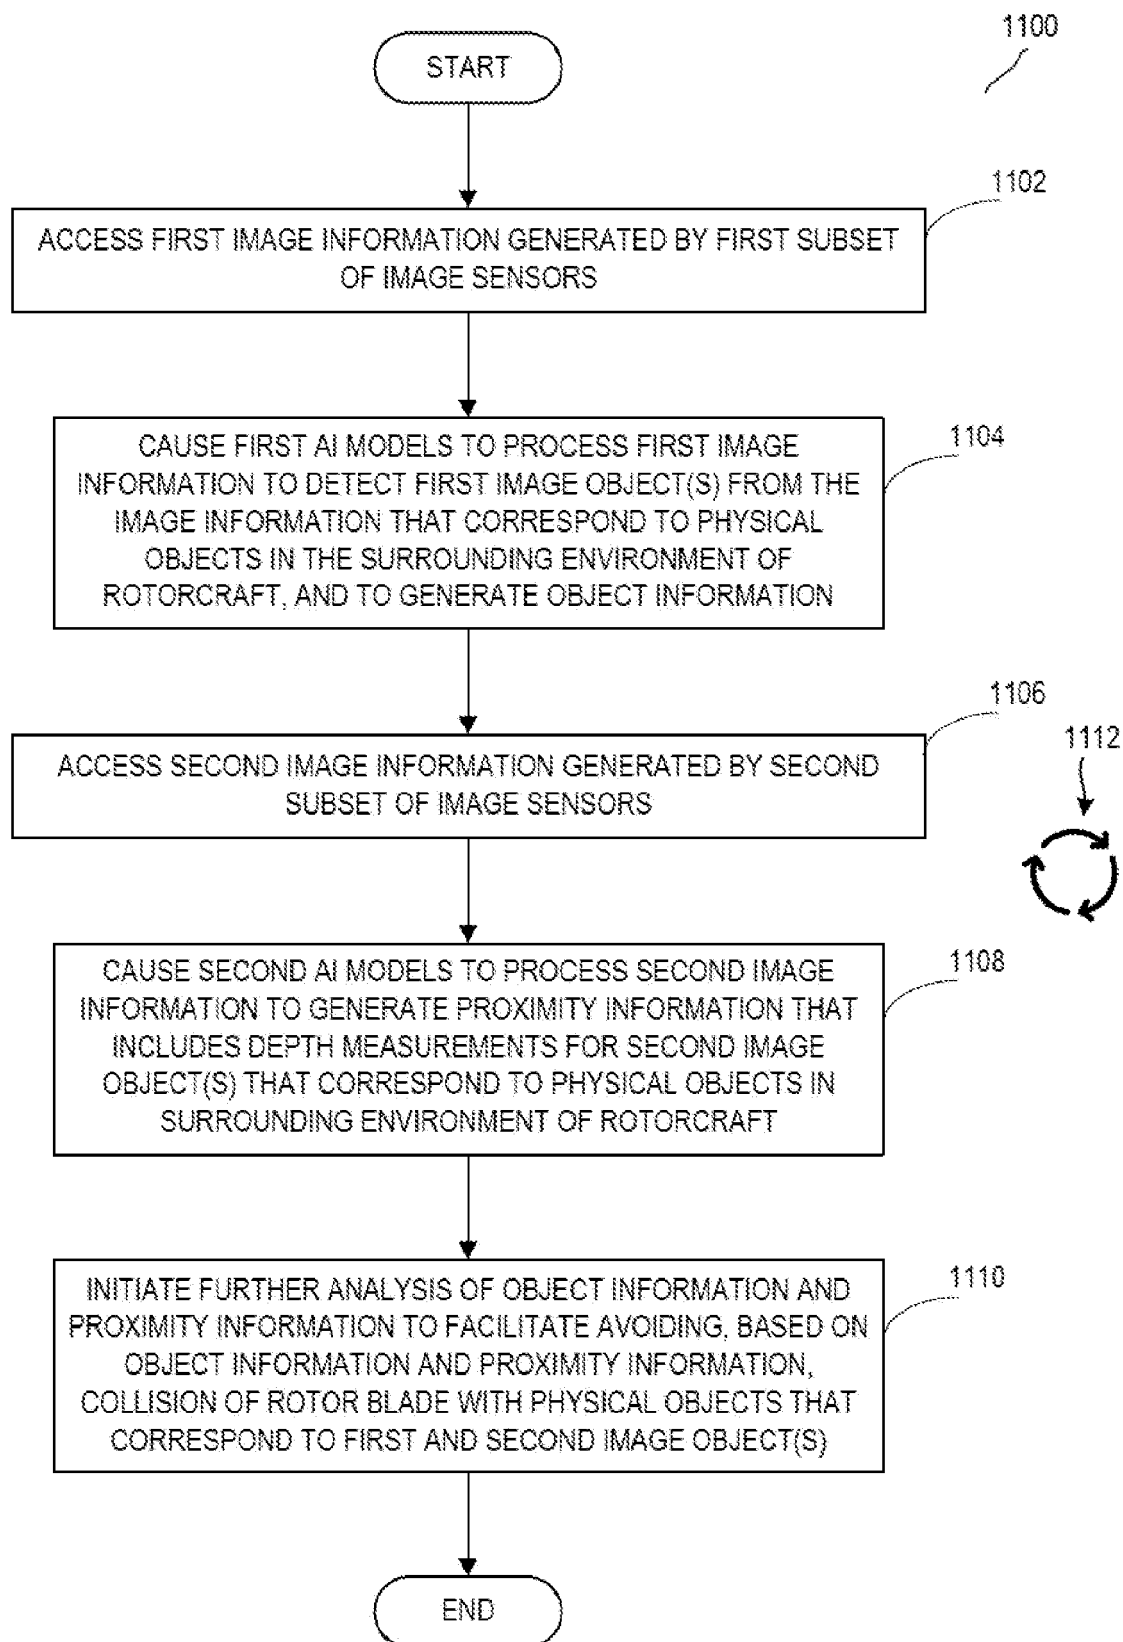 1100
START
1102
ACCESS FIRST IMAGE INFORMATION GENERATED BY FIRST SUBSET
OF IMAGE SENSORS
1104
CAUSE FIRST AI MODELS TO PROCESS FIRST IMAGE
INFORMATION TO DETECT FIRST IMAGE OBJECT(S) FROM THE
IMAGE INFORMATION THAT CORRESPOND TO PHYSICAL
OBJECTS IN THE SURROUNDING ENVIRONMENT OF
ROTORCRAFT, AND TO GENERATE OBJECT INFORMATION
1106
ACCESS SECOND IMAGE INFORMATION GENERATED BY SECOND
SUBSET OF IMAGE SENSORS
1112
1108
CAUSE SECOND AI MODELS TO PROCESS SECOND IMAGE
INFORMATION TO GENERATE PROXIMITY INFORMATION THAT
INCLUDES DEPTH MEASUREMENTS FOR SECOND IMAGE
OBJECT(S) THAT CORRESPOND TO PHYSICAL OBJECTS IN
SURROUNDING ENVIRONMENT OF ROTORCRAFT
1110
INITIATE FURTHER ANALYSIS OF OBJECT INFORMATION AND
PROXIMITY INFORMATION TO FACILITATE AVOIDING, BASED ON
OBJECT INFORMATION AND PROXIMITY INFORMATION,
COLLISION OF ROTOR BLADE WITH PHYSICAL OBJECTS THAT
CORRESPOND TO FIRST AND SECOND IMAGE OBJECT(S)
END